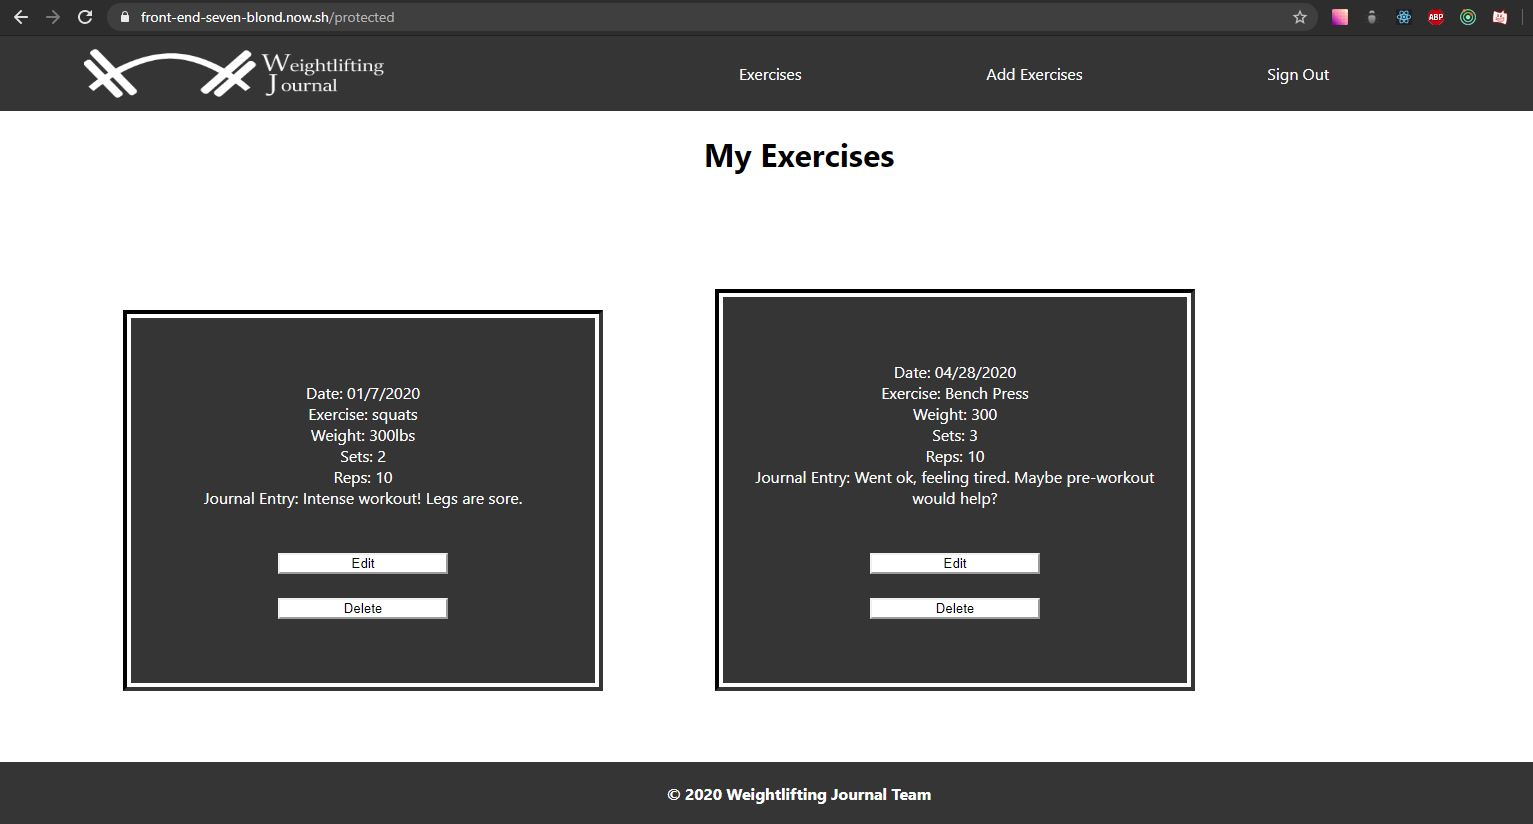 front-end-seven-blond.now.sh/protected
ABP
Weightlifting
Journal
Exercises
Add Exercises
Sign Out
My Exercises
Date: 01/7/2020
Exercise: squats
Weight: 300lbs
Sets: 2
Reps: 10
Journal Entry: Intense workout! Legs are sore.
Edit
Delete
Date: 04/28/2020
Exercise: Bench Press
Weight: 300
Sets: 3
Reps: 10
Journal Entry: Went ok, feeling tired. Maybe pre-workout
would help?
Edit
Delete
© 2020 Weightlifting Journal Team